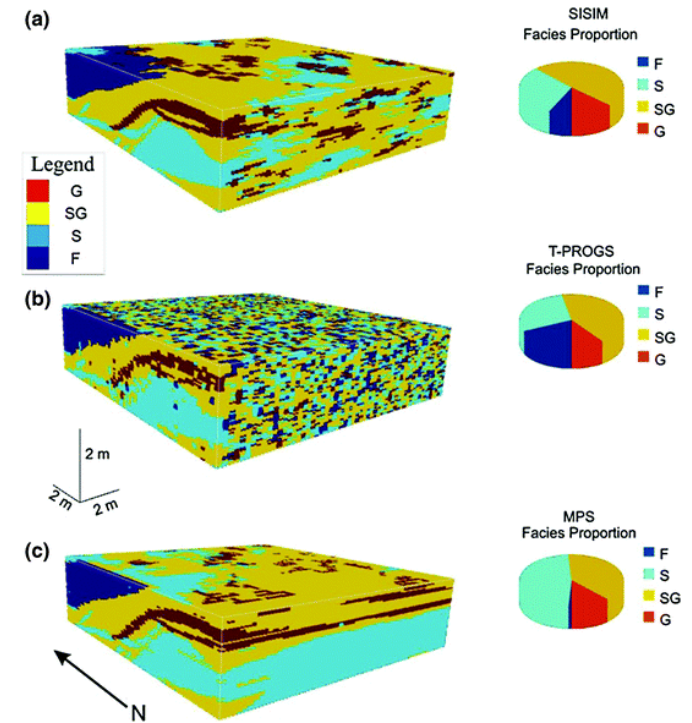 (a)
SISIM
Facies Proportion
F
S
SG
G
Legend
G
SG
S
F
T-PROGS
Facies Proportion
F
S
SG
G
(b)
2 m
2 m
2 m
MPS
Facies Proportion
F
S
SG
G
(c)
N